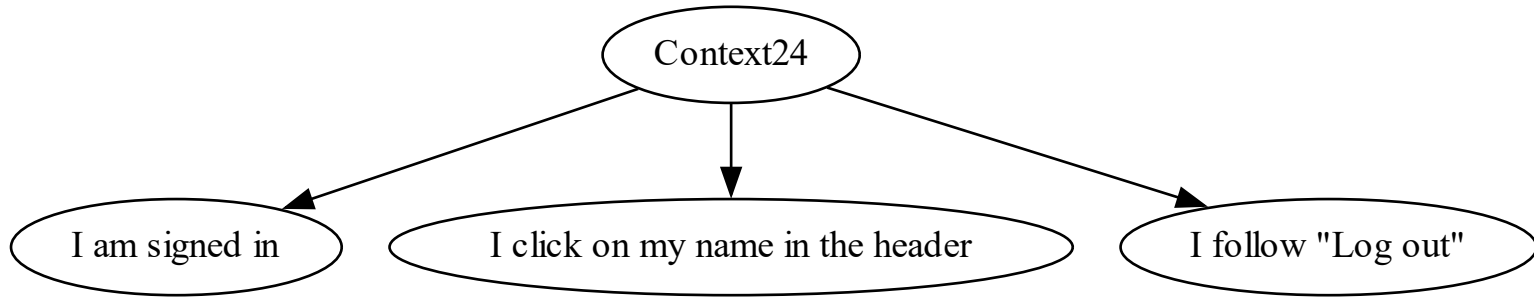 Context24
I am signed in
I click on my name in the header
I follow "Log out"